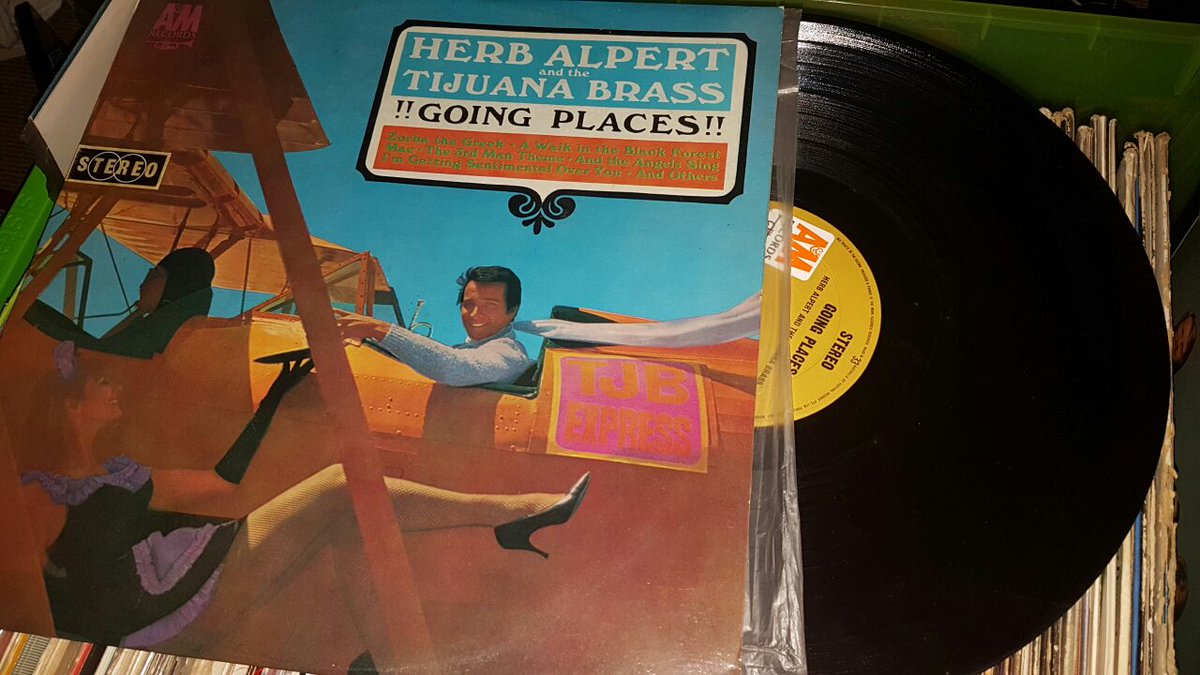 A&M
RECORDS
STEREO
HERB ALPERT
and the
TIJUANA BRASS
!!GOING PLACES!!
Zorba the Greek · A Walk in the Black Forest
Mae · The 3rd Man Theme · And the Angels Sing
I'm Getting Sentimental Over You · And Others
TJB
EXPRESS
A&M
STEREO
GOING PLACES
HERB ALPERT AND THE
BRASS
33